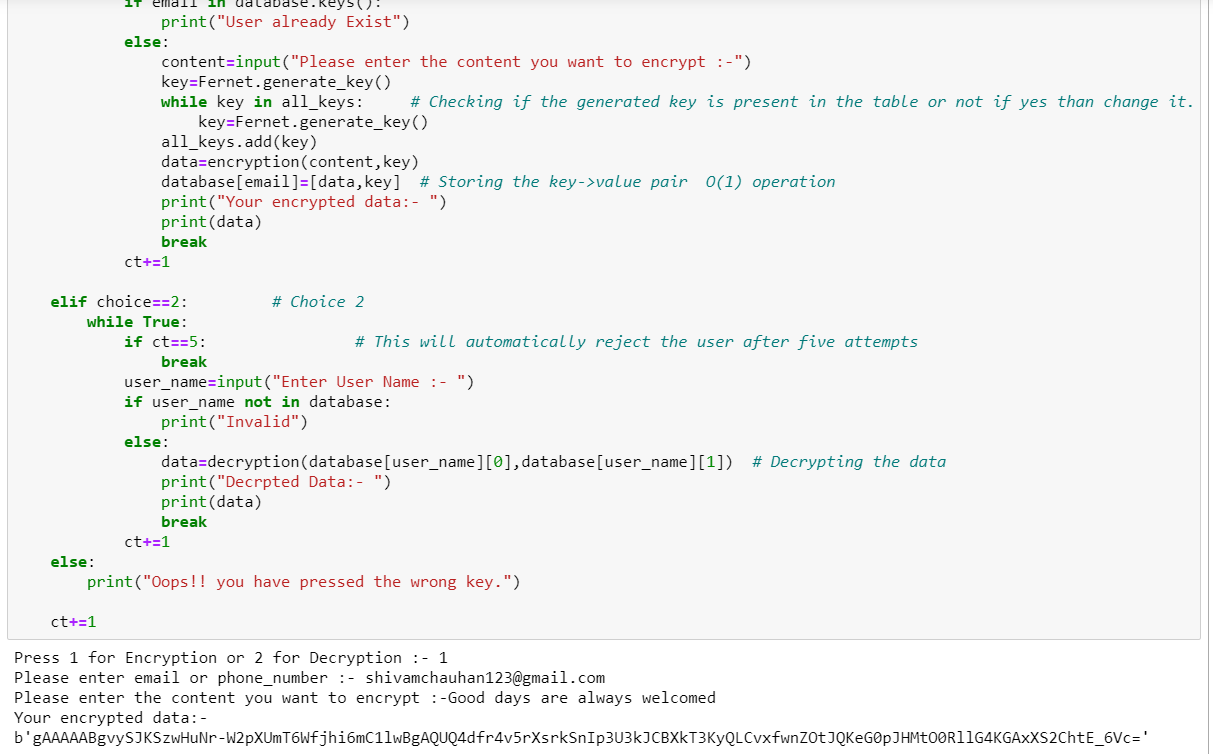 if email in database.keys():
print("User already Exist")
else:
content=input("Please enter the content you want to encrypt :-")
key=Fernet.generate_key()
while key in all_keys:     # Checking if the generated key is present in the table or not if yes than change it.
key=Fernet.generate_key()
all_keys.add(key)
data=encryption(content,key)
database[email]=[data,key]  # Storing the key->value pair  O(1) operation
print("Your encrypted data:- ")
print(data)
break
ct+=1
elif choice==2:         # Choice 2
while True:
if ct==5:                # This will automatically reject the user after five attempts
break
user_name=input("Enter User Name :- ")
if user_name not in database:
print("Invalid")
else:
data=decryption(database[user_name][0],database[user_name][1])  # Decrypting the data
print("Decrpted Data:- ")
print(data)
break
ct+=1
else:
print("Oops!! you have pressed the wrong key.")
ct+=1
Press 1 for Encryption or 2 for Decryption :- 1
Please enter email or phone_number :- shivamchauhan123@gmail.com
Please enter the content you want to encrypt :-Good days are always welcomed
Your encrypted data:-
b'gAAAAABgvySJKSzwHuNr-W2pXUmT6Wfjhi6mC1lwBgAQUQ4dfr4v5rXsrkSnIp3U3kJCBXkT3KyQLCvxfwnZOtJQKeG0pJHMtO0RllG4KGAxXS2ChtE_6Vc='